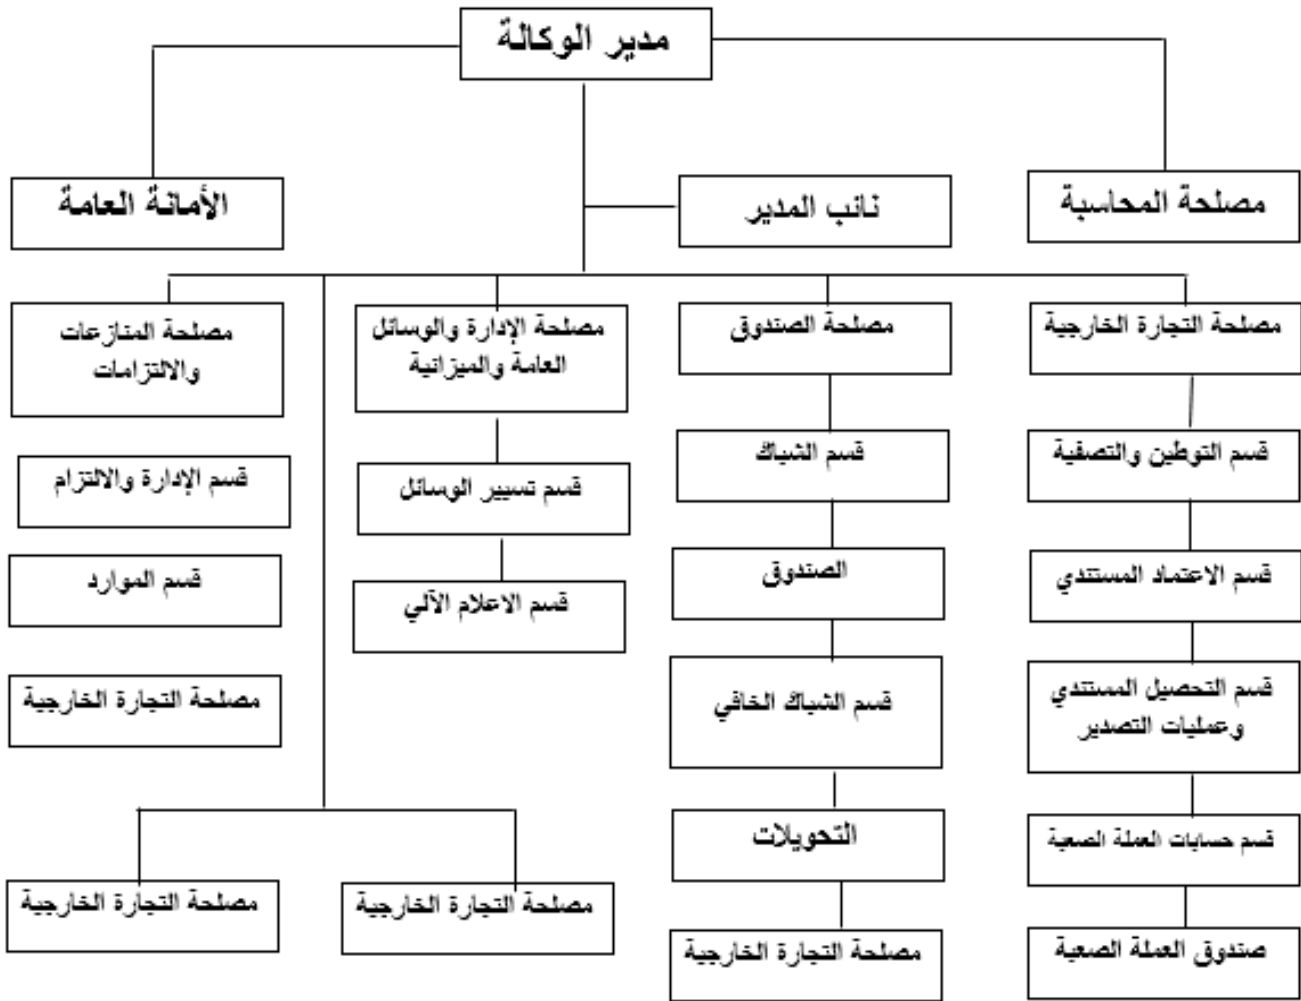 مدير الوكالة
مصلحة المحاسبة
نائب المدير
الأمانة العامة
مصلحة التجارة الخارجية
مصلحة الصندوق
مصلحة الإدارة والوسائل
العامة والميزانية
مصلحة المنازعات
والالتزامات
قسم التوطين والتصفية
قسم الشباك
قسم تسيير الوسائل
قسم الإدارة والالتزام
قسم الاعتماد المستندي
الصندوق
قسم الاعلام الآلي
قسم الموارد
قسم التحصيل المستندي
وعمليات التصدير
قسم الشباك الخافي
مصلحة التجارة الخارجية
قسم حسابات العملة الصعبة
التحويلات
مصلحة التجارة الخارجية
مصلحة التجارة الخارجية
صندوق العملة الصعبة
مصلحة التجارة الخارجية